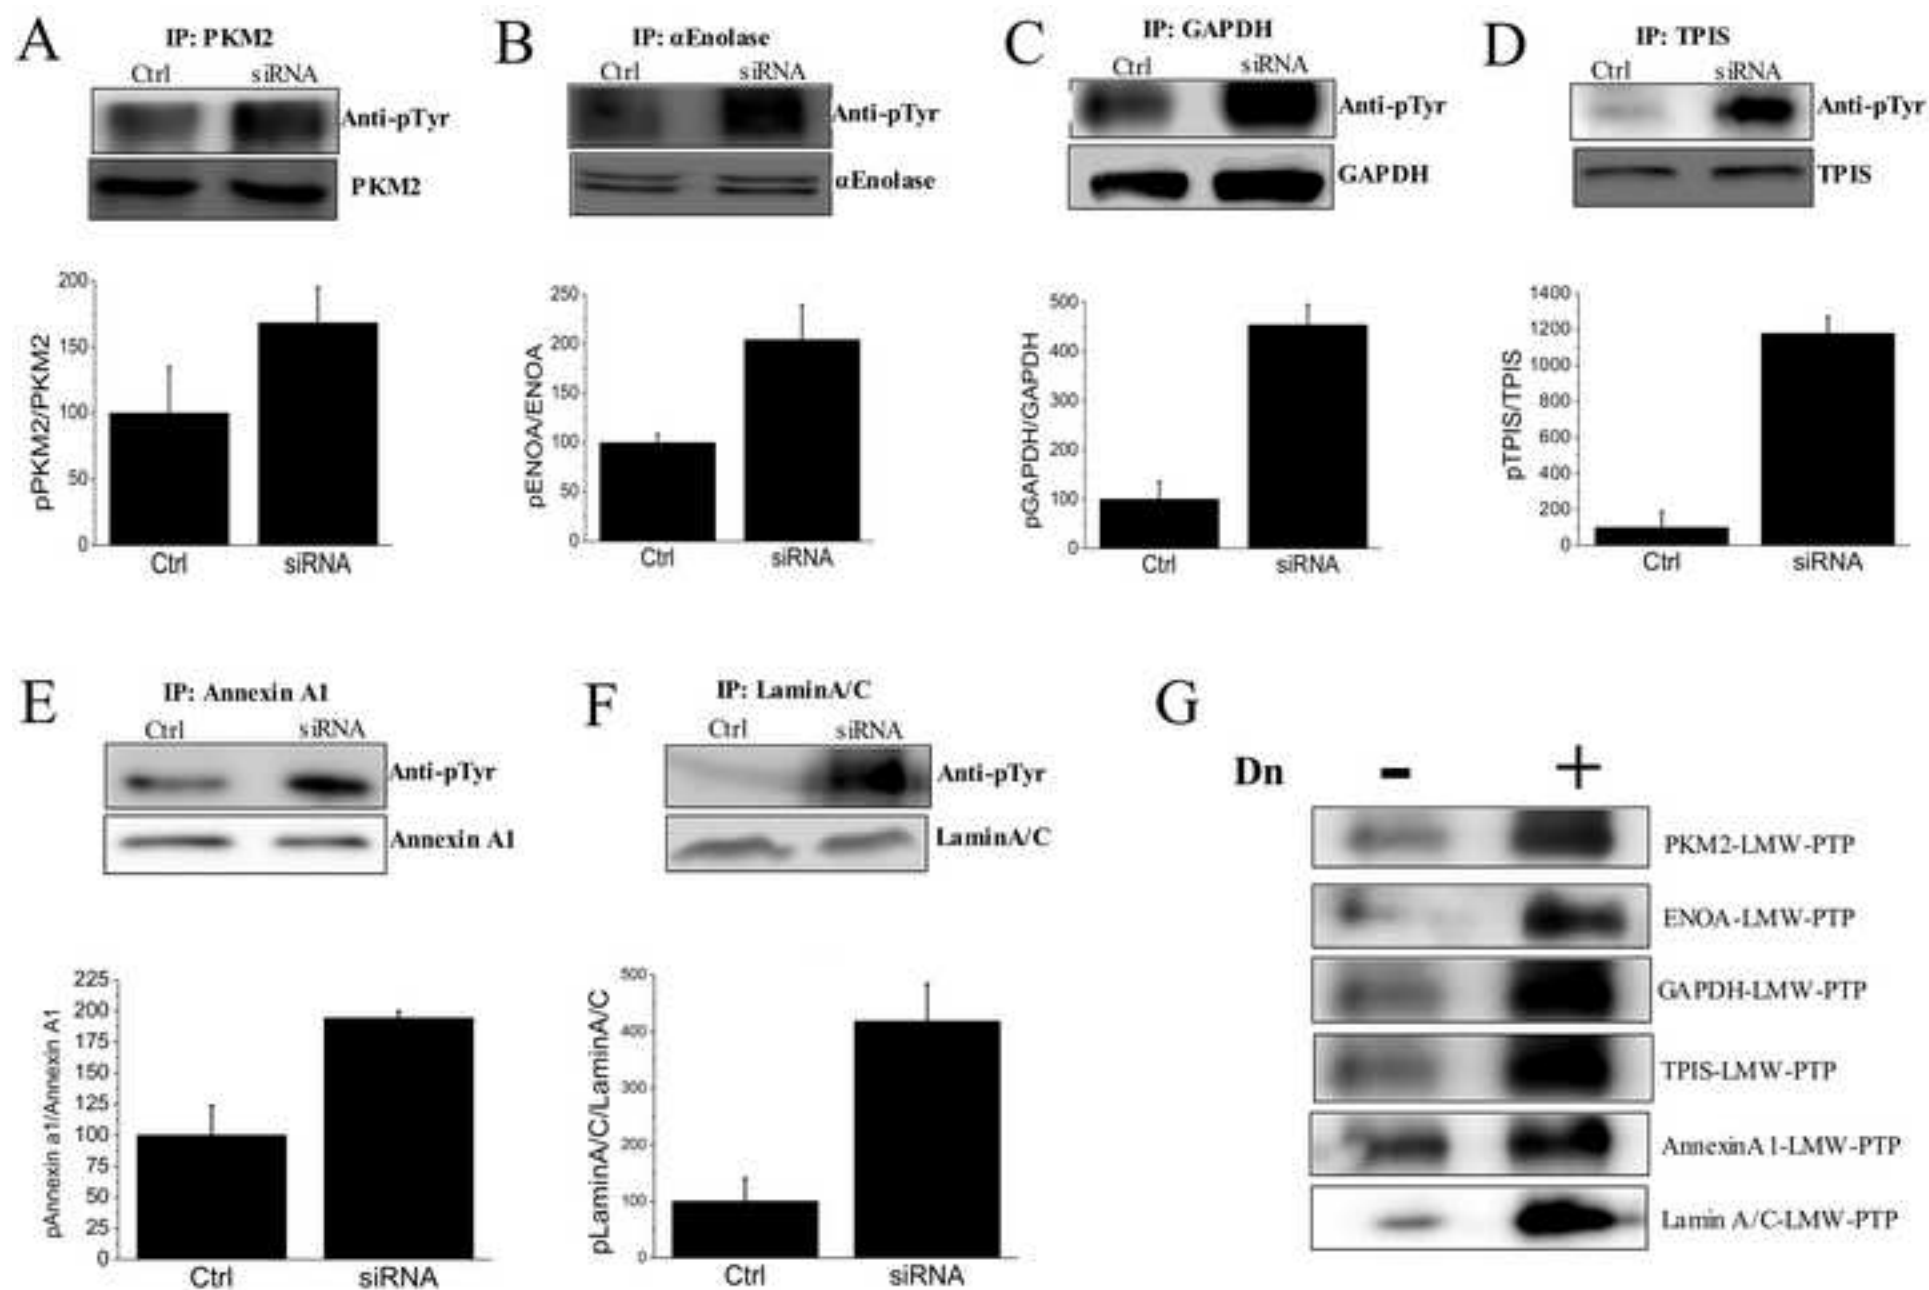 A
IP: PKM2
Ctrl siRNA
Anti-pTyr
PKM2
200
150
100
50
0
pPKM2/PKM2
Ctrl siRNA
B
IP: αEnolase
Ctrl siRNA
Anti-pTyr
αEnolase
250
200
150
100
50
0
pENOA/ENOA
Ctrl siRNA
C
IP: GAPDH
Ctrl siRNA
Anti-pTyr
GAPDH
500
400
300
200
100
0
pGAPDH/GAPDH
Ctrl siRNA
D
IP: TPIS
Ctrl siRNA
Anti-pTyr
TPIS
1400
1200
1000
800
600
400
200
0
pTPIS/TPIS
Ctrl siRNA
E
IP: Annexin A1
Ctrl siRNA
Anti-pTyr
Annexin A1
225
200
175
150
125
100
75
50
25
0
pAnnexin a1/Annexin A1
Ctrl siRNA
F
IP: LaminA/C
Ctrl siRNA
Anti-pTyr
LaminA/C
500
400
300
200
100
0
pLaminA/C/LaminA/C
Ctrl siRNA
G
Dn - +
PKM2-LMW-PTP
ENOA-LMW-PTP
GAPDH-LMW-PTP
TPIS-LMW-PTP
AnnexinA1-LMW-PTP
Lamin A/C-LMW-PTP